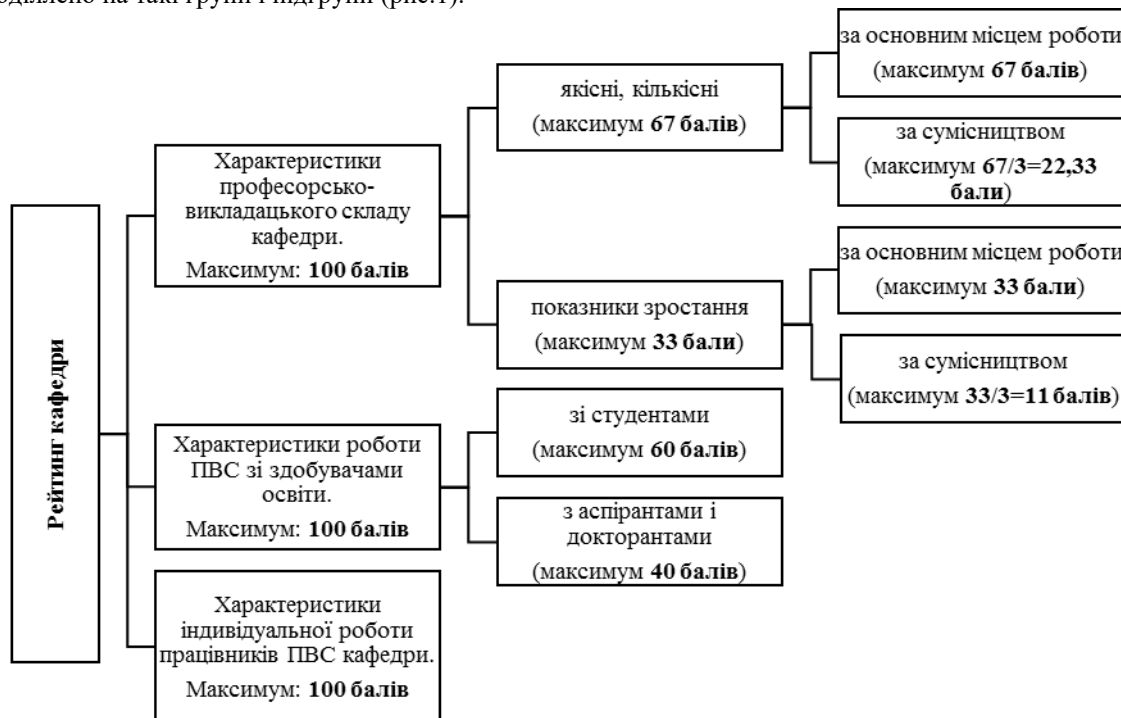 такі групи і підгрупи (рис.1).
Рейтинг кафедри
Характеристики
професорсько-
викладацького складу
кафедри.
Максимум: 100 балів
якісні, кількісні
(максимум 67 балів)
за основним місцем роботи
(максимум 67 балів)
за сумісництвом
(максимум 67/3=22,33
бали)
показники зростання
(максимум 33 бали)
за основним місцем роботи
(максимум 33 бали)
за сумісництвом
(максимум 33/3=11 балів)
Характеристики роботи
ПВС зі здобувачами
освіти.
Максимум: 100 балів
зі студентами
(максимум 60 балів)
з аспірантами і
докторантами
(максимум 40 балів)
Характеристики
індивідуальної роботи
працівників ПВС кафедри.
Максимум: 100 балів